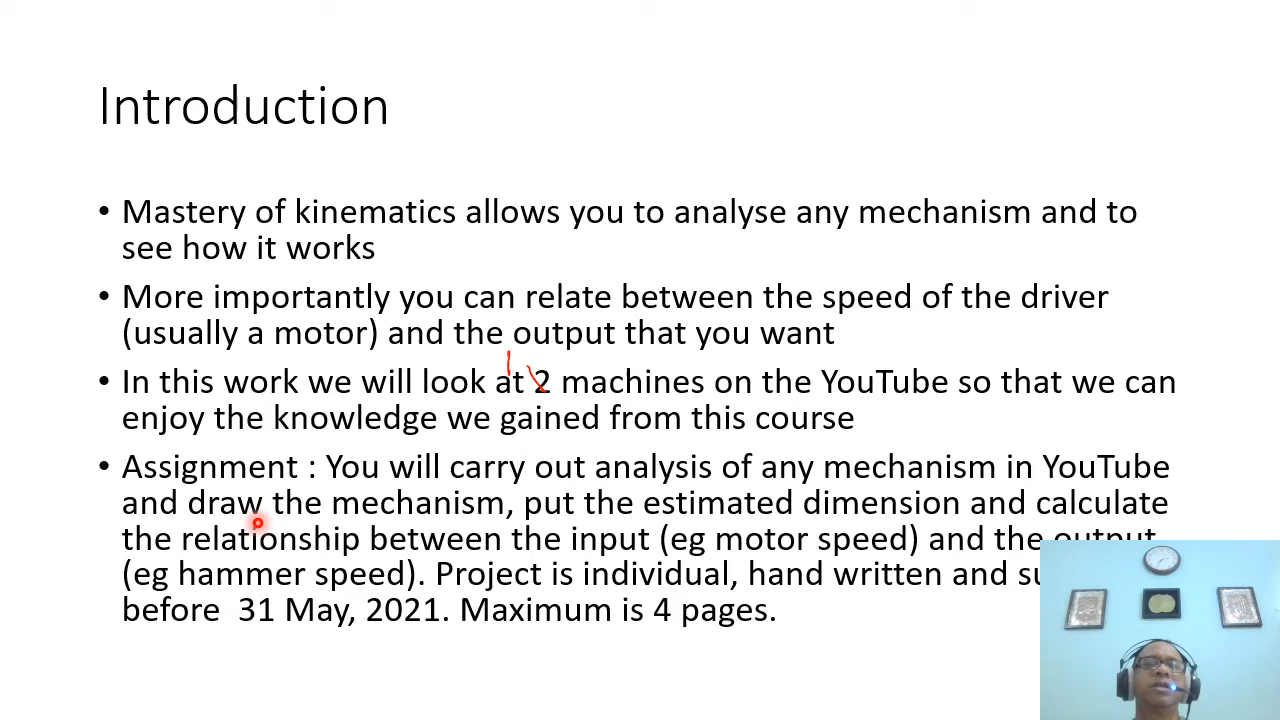 Introduction
• Mastery of kinematics allows you to analyse any mechanism and to
see how it works
• More importantly you can relate between the speed of the driver
(usually a motor) and the output that you want
• In this work we will look at 2 machines on the YouTube so that we can
enjoy the knowledge we gained from this course
• Assignment : You will carry out analysis of any mechanism in YouTube
and draw the mechanism, put the estimated dimension and calculate
the relationship between the input (eg motor speed) and the output
(eg hammer speed). Project is individual, hand written and
before 31 May, 2021. Maximum is 4 pages.